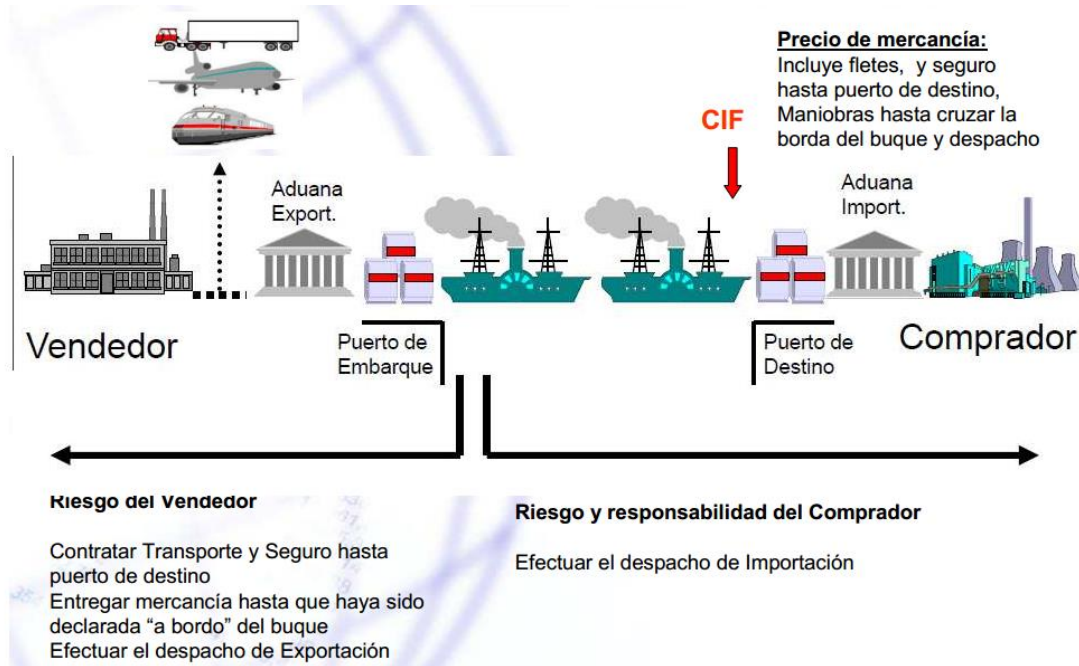 Precio de mercancía:
Incluye fletes, y seguro
hasta puerto de destino,
Maniobras hasta cruzar la
borda del buque y despacho
CIF
Aduana
Export.
Aduana
Import.
Vendedor
Puerto de
Embarque
Puerto de
Destino
Comprador
Riesgo del Vendedor
Contratar Transporte y Seguro hasta
puerto de destino
Entregar mercancía hasta que haya sido
declarada “a bordo” del buque
Efectuar el despacho de Exportación
Riesgo y responsabilidad del Comprador
Efectuar el despacho de Importación